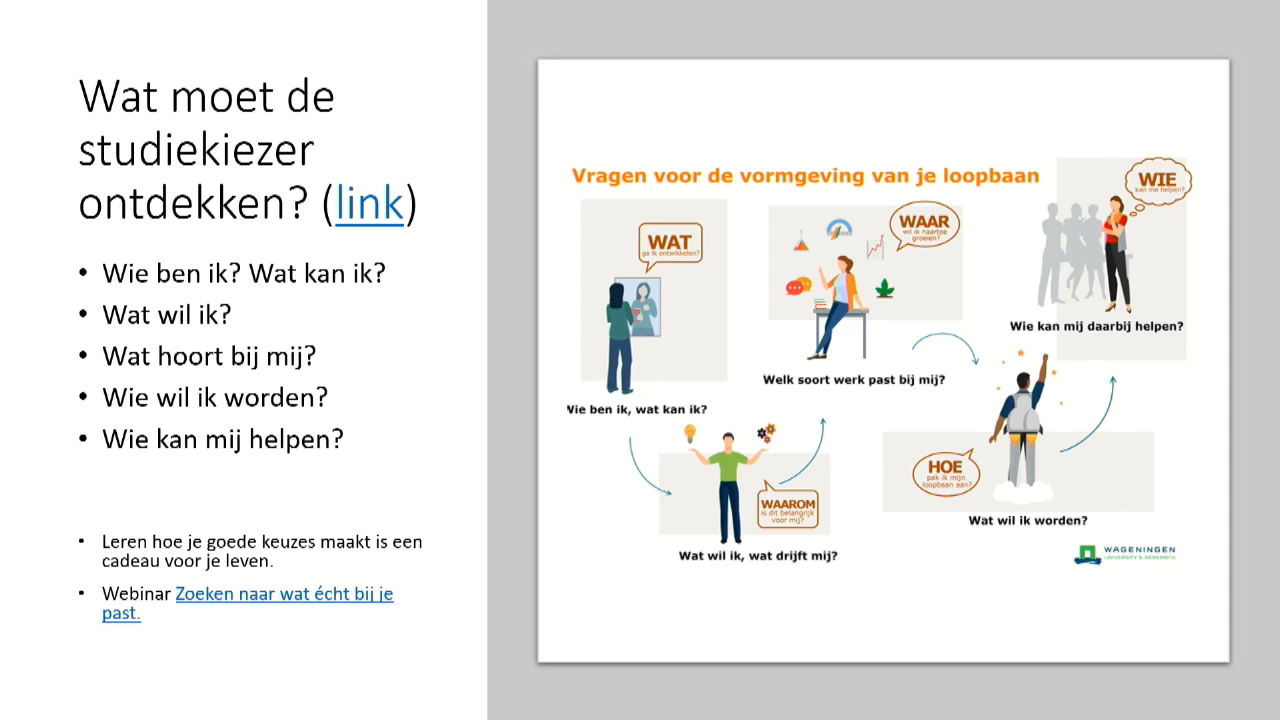 Wat moet de
studiekiezer
ontdekken? (link)
• Wie ben ik? Wat kan ik?
• Wat wil ik?
• Wat hoort bij mij?
• Wie wil ik worden?
• Wie kan mij helpen?
• Leren hoe je goede keuzes maakt is een
cadeau voor je leven.
• Webinar Zoeken naar wat écht bij je
past.
Vragen voor de vormgeving van je loopbaan
WAT
ga ik ontwikkelen?
Wie ben ik, wat kan ik?
WAAROM
is dit belangrijk
voor mij?
Wat wil ik, wat drijft mij?
WAAR
wil ik naartoe
groeien?
Welk soort werk past bij mij?
HOE
pak ik mijn
loopbaan aan?
Wat wil ik worden?
WIE
kan me helpen?
Wie kan mij daarbij helpen?
WAGENINGEN
UNIVERSITY & RESEARCH